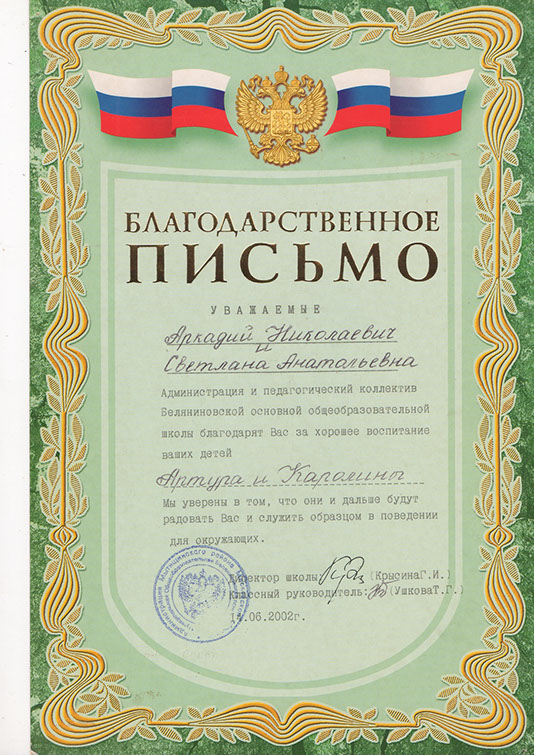 БЛАГОДАРСТВЕННОЕ
ПИСЬМО
УВАЖАЕМЫЕ
Аркадий Николаевич
и
Светлана Анатольевна
Администрация и педагогический коллектив
Беляниновской основной общеобразовательной
школы благодарят Вас за хорошее воспитание
ваших детей
Артура и Каролины
Мы уверены в том, что они и дальше будут
радовать Вас и служить образцом в поведении
для окружающих.
Директор школы: (КрысинаГ.И.)
Классный руководитель: (УшковаТ.Г.)
14.06.2002г.